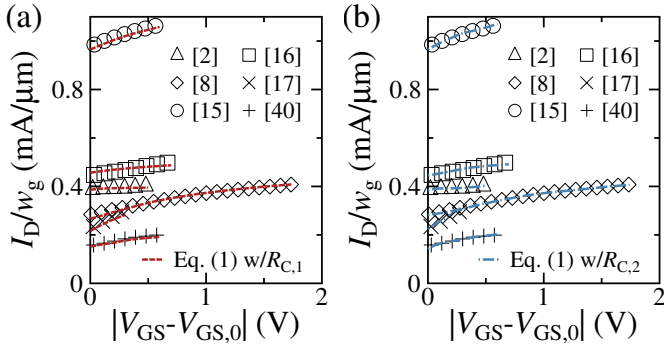 (a)
I_D/w_g (mA/μm)
0.8
0.4
0
[2] [16]
[8] [17]
[15] [40]
Eq. (1) w/R_C,1
0 1 2
|V_GS-V_GS,0| (V)
(b)
I_D/w_g (mA/μm)
0.8
0.4
0
[2] [16]
[8] [17]
[15] [40]
Eq. (1) w/R_C,2
0 1 2
|V_GS-V_GS,0| (V)